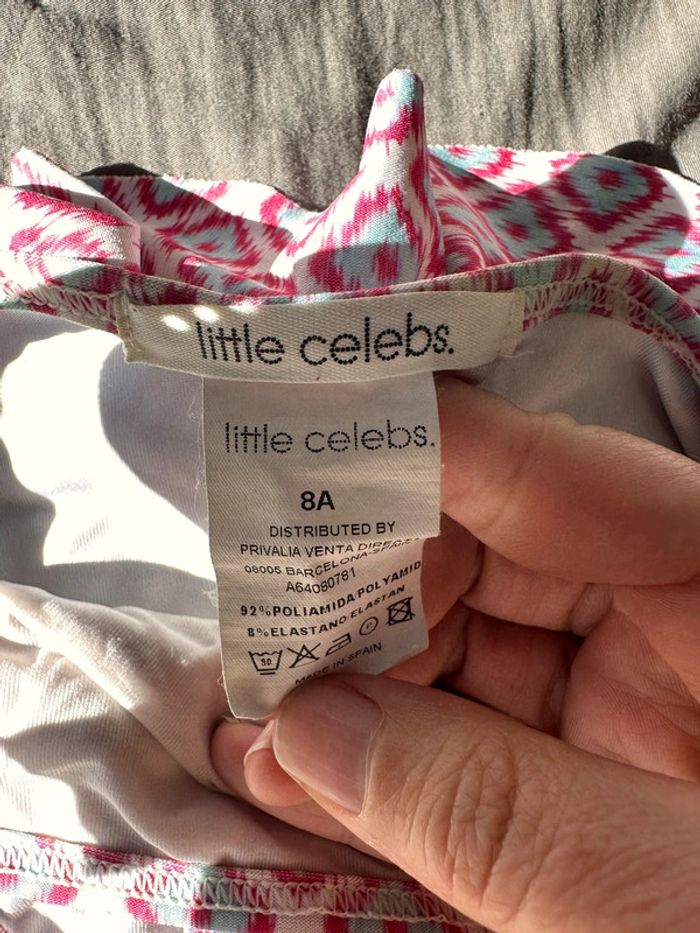 little celebs.
little celebs.
8A
DISTRIBUTED BY
PRIVALIA VENTA DIRECTA
08005 BARCELONA-SPAIN
A64080781
92%POLIAMIDA/POLYAMID
8%ELASTANO/ELASTAN
30
P
MADE IN SPAIN